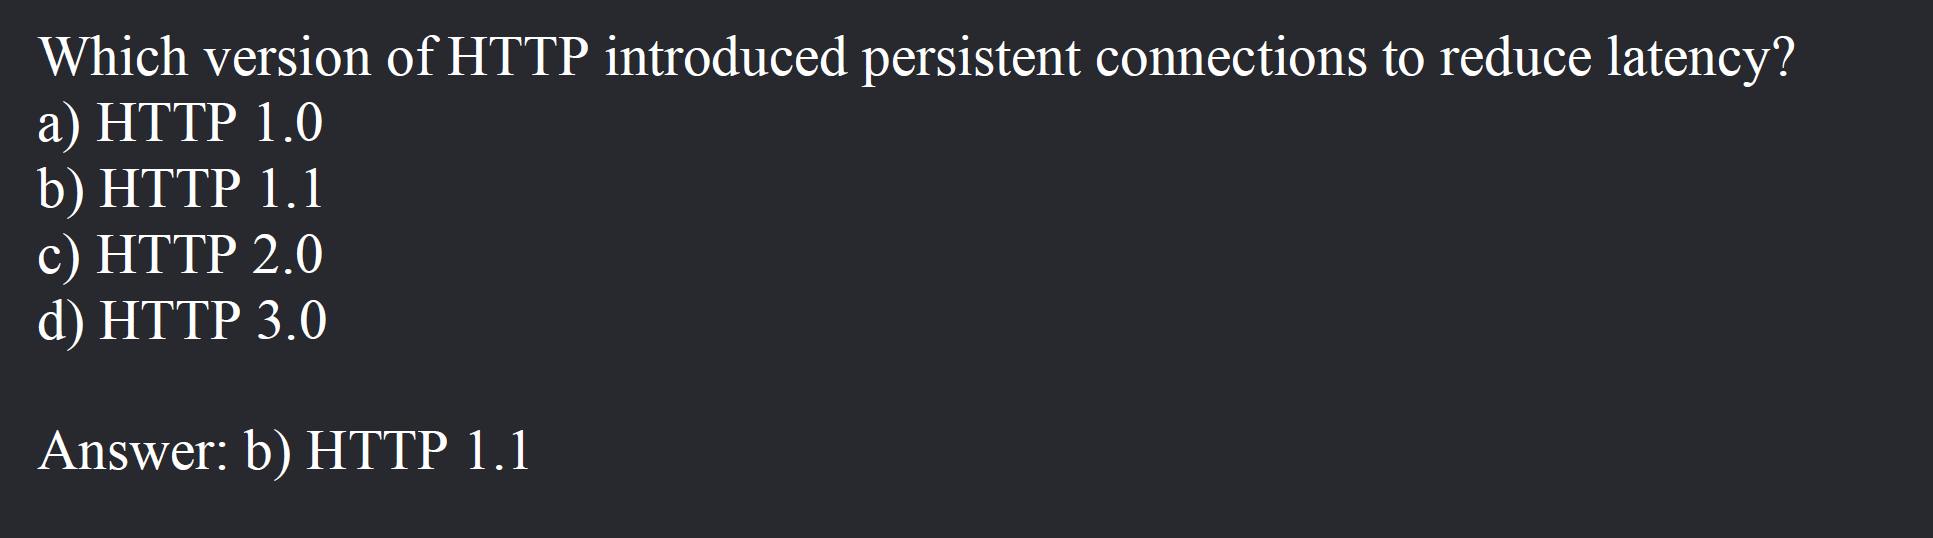 Which version of HTTP introduced persistent connections to reduce latency?
a) HTTP 1.0
b) HTTP 1.1
c) HTTP 2.0
d) HTTP 3.0
Answer: b) HTTP 1.1